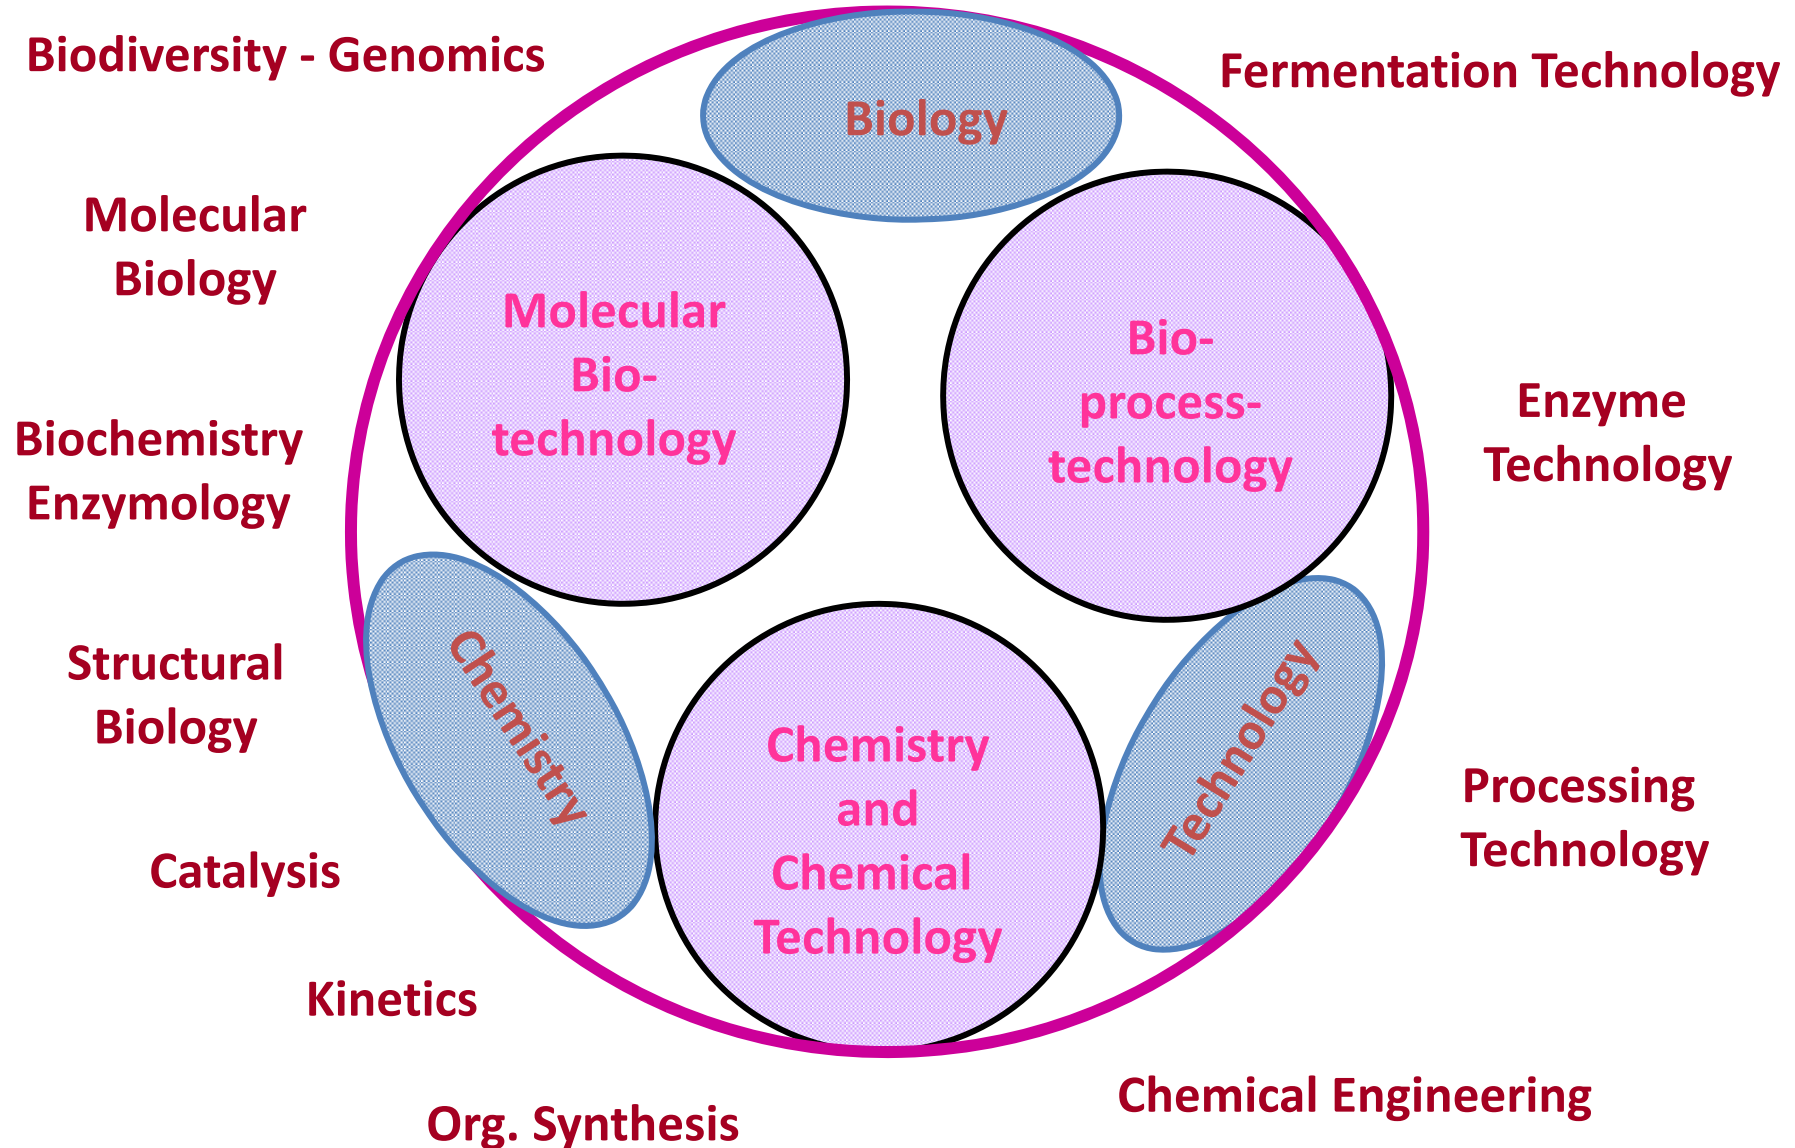 Biodiversity - Genomics
Fermentation Technology
Biology
Molecular
Biology
Molecular
Bio-
technology
Bio-
process-
technology
Biochemistry
Enzymology
Enzyme
Technology
Structural
Biology
Chemistry
Chemistry
and
Chemical
Technology
Technology
Processing
Technology
Catalysis
Kinetics
Org. Synthesis
Chemical Engineering